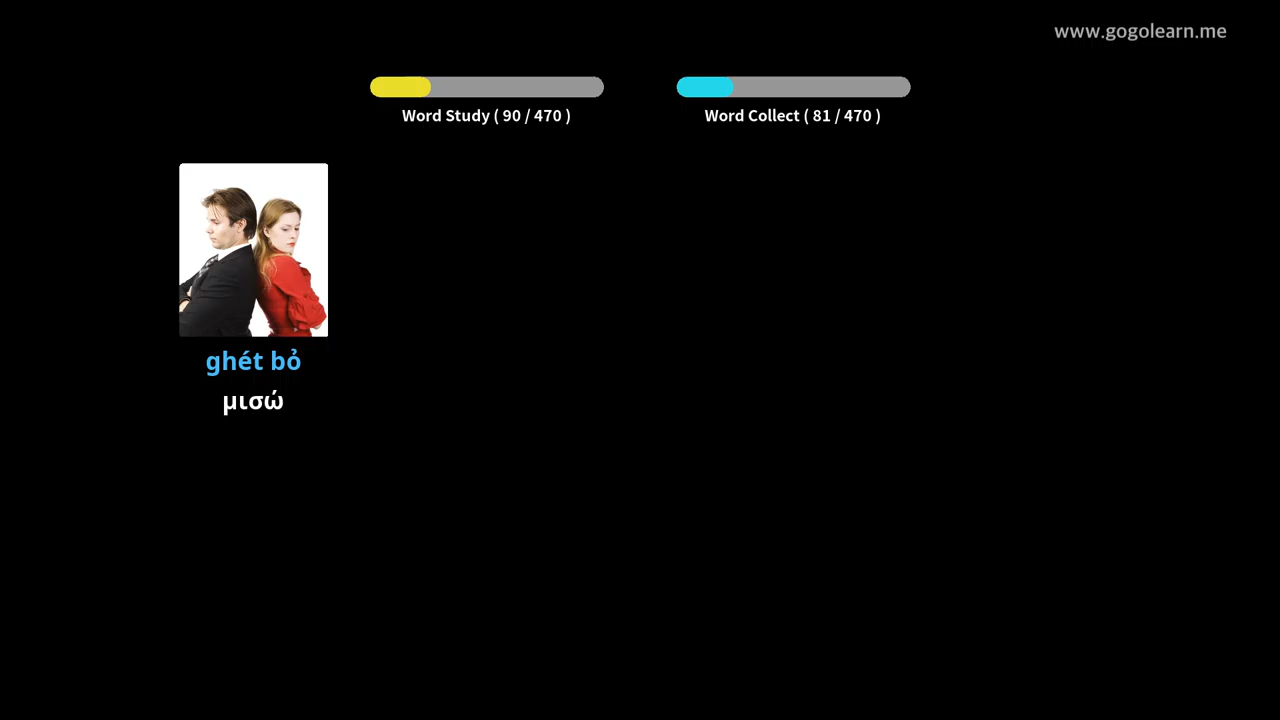 www.gogolearn.me
Word Study ( 90 / 470 )
Word Collect ( 81 / 470 )
ghét bỏ
μισώ